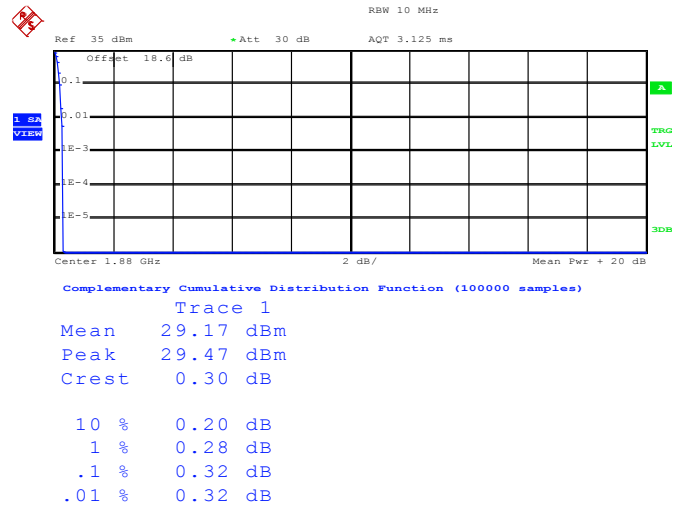 RBW 10 MHz
Ref 35 dBm *Att 30 dB AQT 3.125 ms
Offset 18.6 dB
0.1
A
0.01
1 SA
VIEW
TRG
LVL
1E-3
1E-4
1E-5
3DB
Center 1.88 GHz 2 dB/ Mean Pwr + 20 dB
Complementary Cumulative Distribution Function (100000 samples)
Trace 1
Mean 29.17 dBm
Peak 29.47 dBm
Crest 0.30 dB
10 % 0.20 dB
1 % 0.28 dB
.1 % 0.32 dB
.01 % 0.32 dB